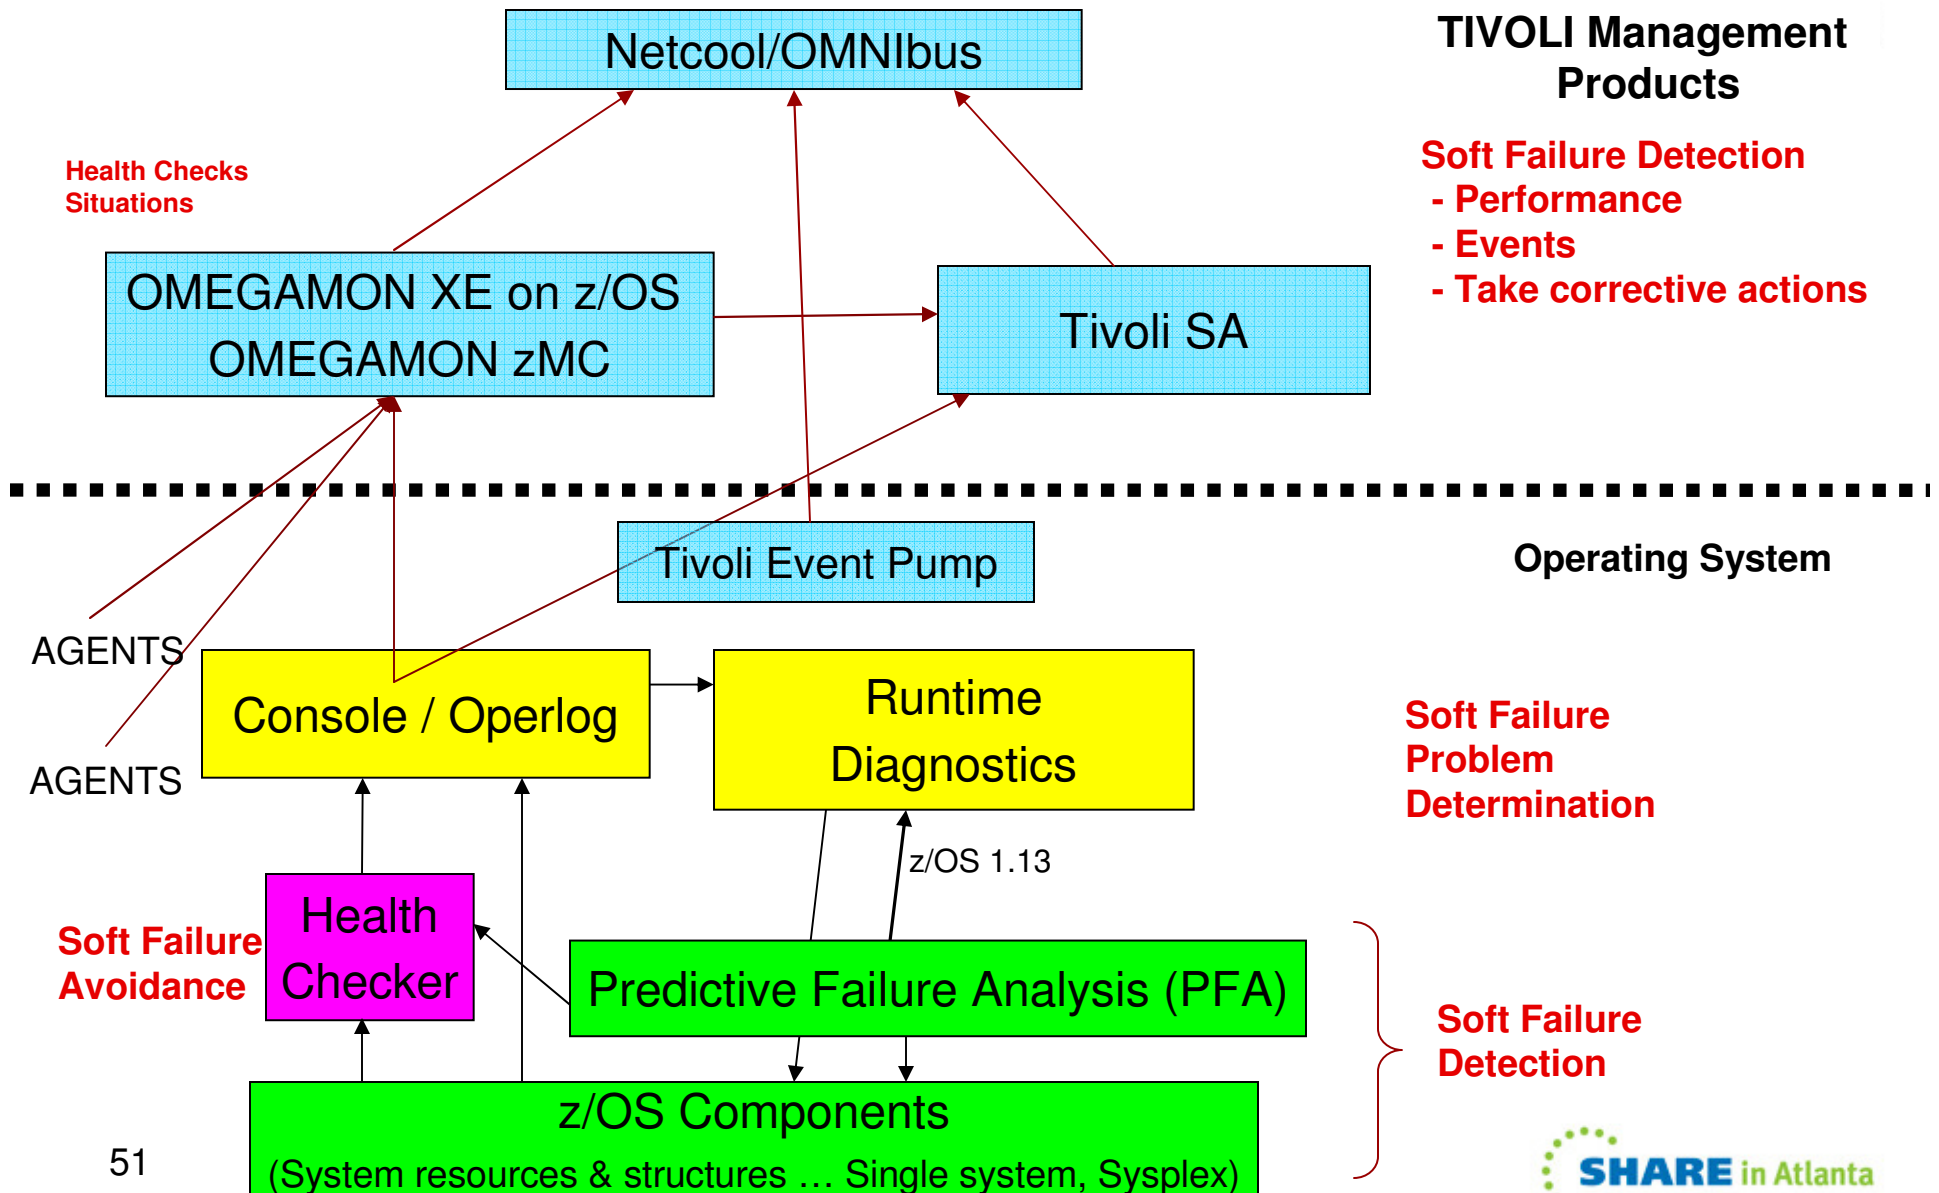 Netcool/OMNIbus
TIVOLI Management
Products
Health Checks
Situations
Soft Failure Detection
- Performance
- Events
- Take corrective actions
OMEGAMON XE on z/OS
OMEGAMON zMC
Tivoli SA
Tivoli Event Pump
Operating System
AGENTS
Console / Operlog
Runtime
Diagnostics
AGENTS
Soft Failure
Problem
Determination
z/OS 1.13
Health
Checker
Soft Failure
Avoidance
Predictive Failure Analysis (PFA)
Soft Failure
Detection
z/OS Components
(System resources & structures … Single system, Sysplex)
51
SHARE in Atlanta